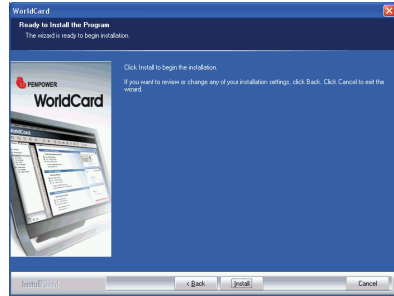 WorldCard
Ready to Install the Program
The wizard is ready to begin installation.
Click Install to begin the installation.
If you want to review or change any of your installation settings, click Back. Click Cancel to exit the
wizard.
PENPOWER
WorldCard
InstallShield
< Back
Install
Cancel